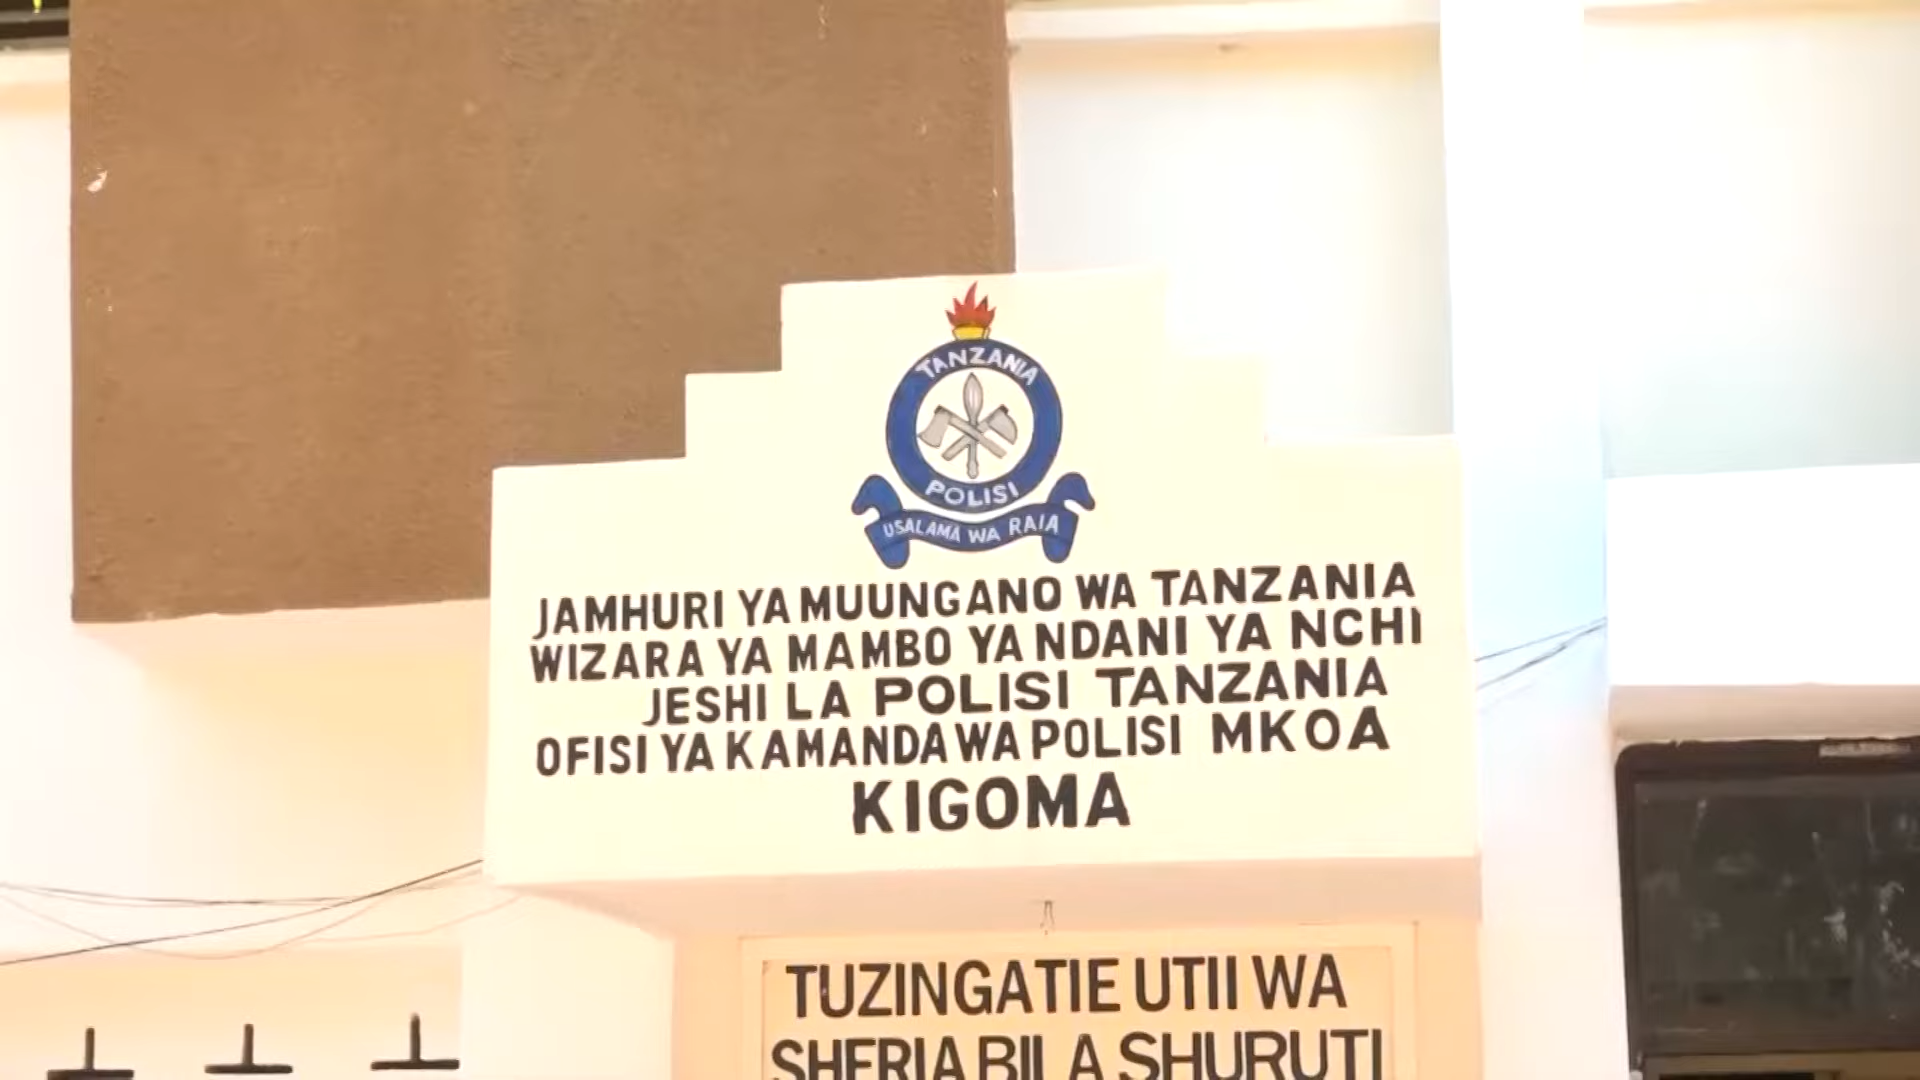 TANZANIA
POLISI
USALAMA WA RAIA
JAMHURI YA MUUNGANO WA TANZANIA
WIZARA YA MAMBO YA NDANI YA NCHI
JESHI LA POLISI TANZANIA
OFISI YA KAMANDA WA POLISI MKOA
KIGOMA
TUZINGATIE UTII WA
SHERIA BILA SHURUTI